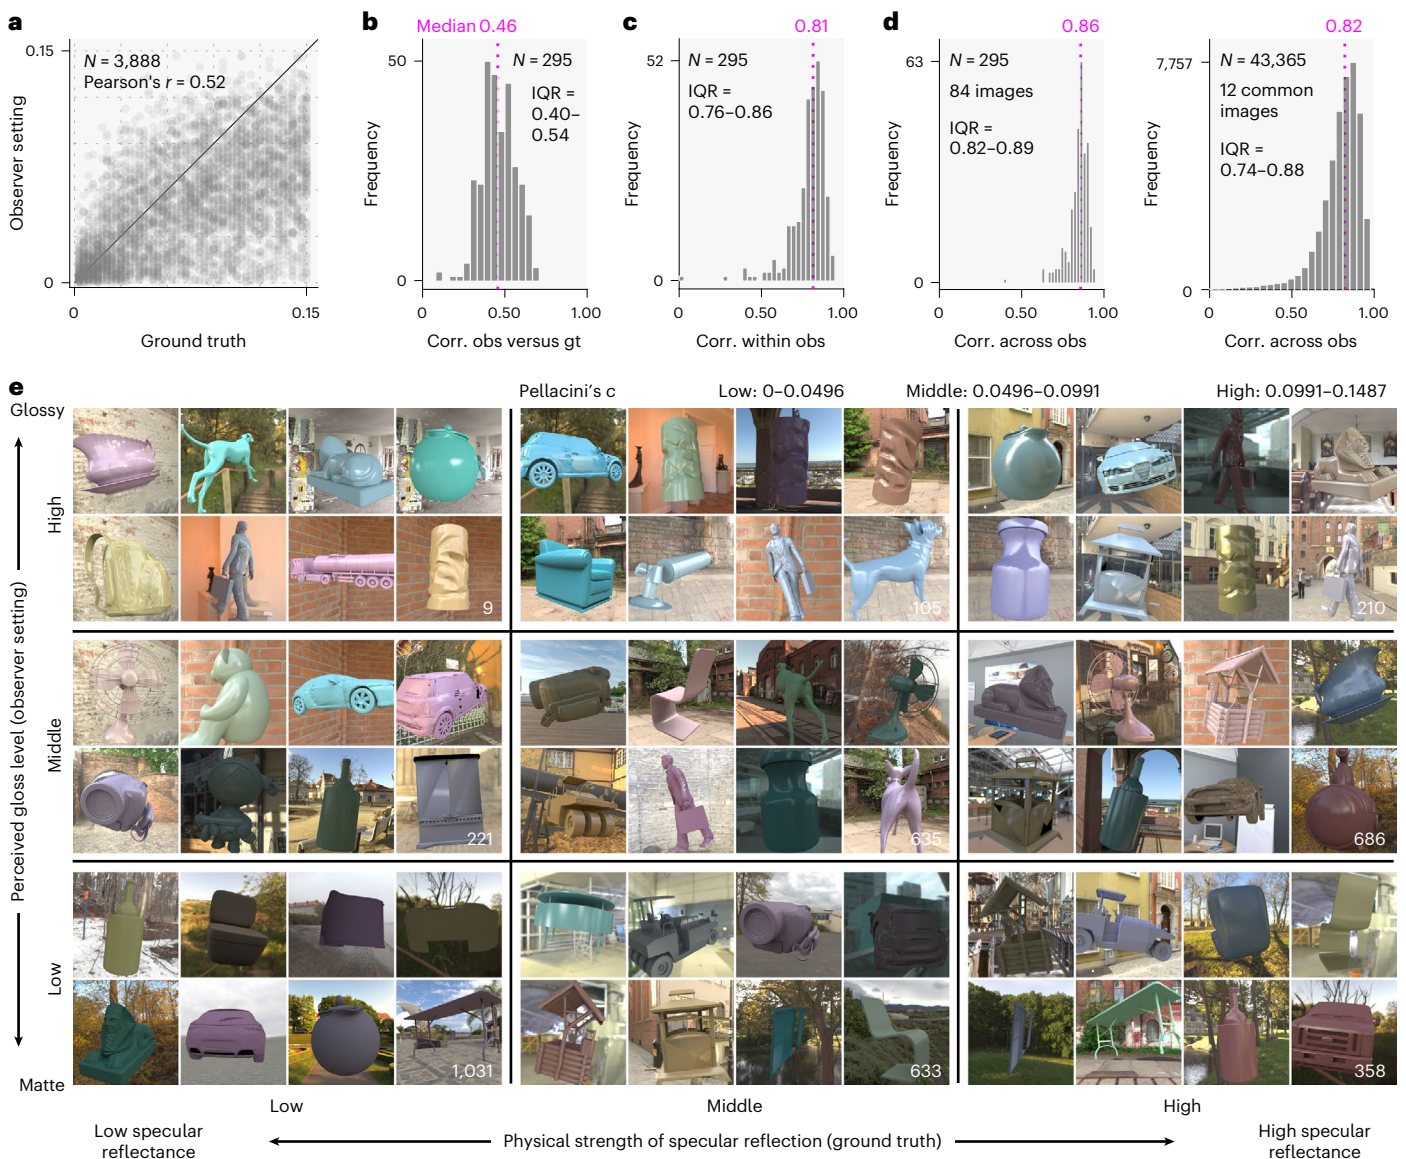 a
0.15
N = 3,888
Pearson's r = 0.52
Observer setting
0
0
0.15
Ground truth
b
Median 0.46
50
N = 295
IQR =
0.40–
0.54
Frequency
0
0
0.50
1.00
Corr. obs versus gt
c
0.81
52
N = 295
IQR =
0.76–0.86
Frequency
0
0
0.50
1.00
Corr. within obs
d
0.86
63
N = 295
84 images
IQR =
0.82–0.89
Frequency
0
0
0.50
1.00
Corr. across obs
0.82
7,757
N = 43,365
12 common
images
IQR =
0.74–0.88
Frequency
0
0
0.50
1.00
Corr. across obs
e
Pellacini's c
Low: 0–0.0496
Middle: 0.0496–0.0991
High: 0.0991–0.1487
Glossy
High
9
105
210
Perceived gloss level (observer setting)
Middle
221
635
686
Low
1,031
633
358
Matte
Low
Middle
High
Low specular
reflectance
Physical strength of specular reflection (ground truth)
High specular
reflectance